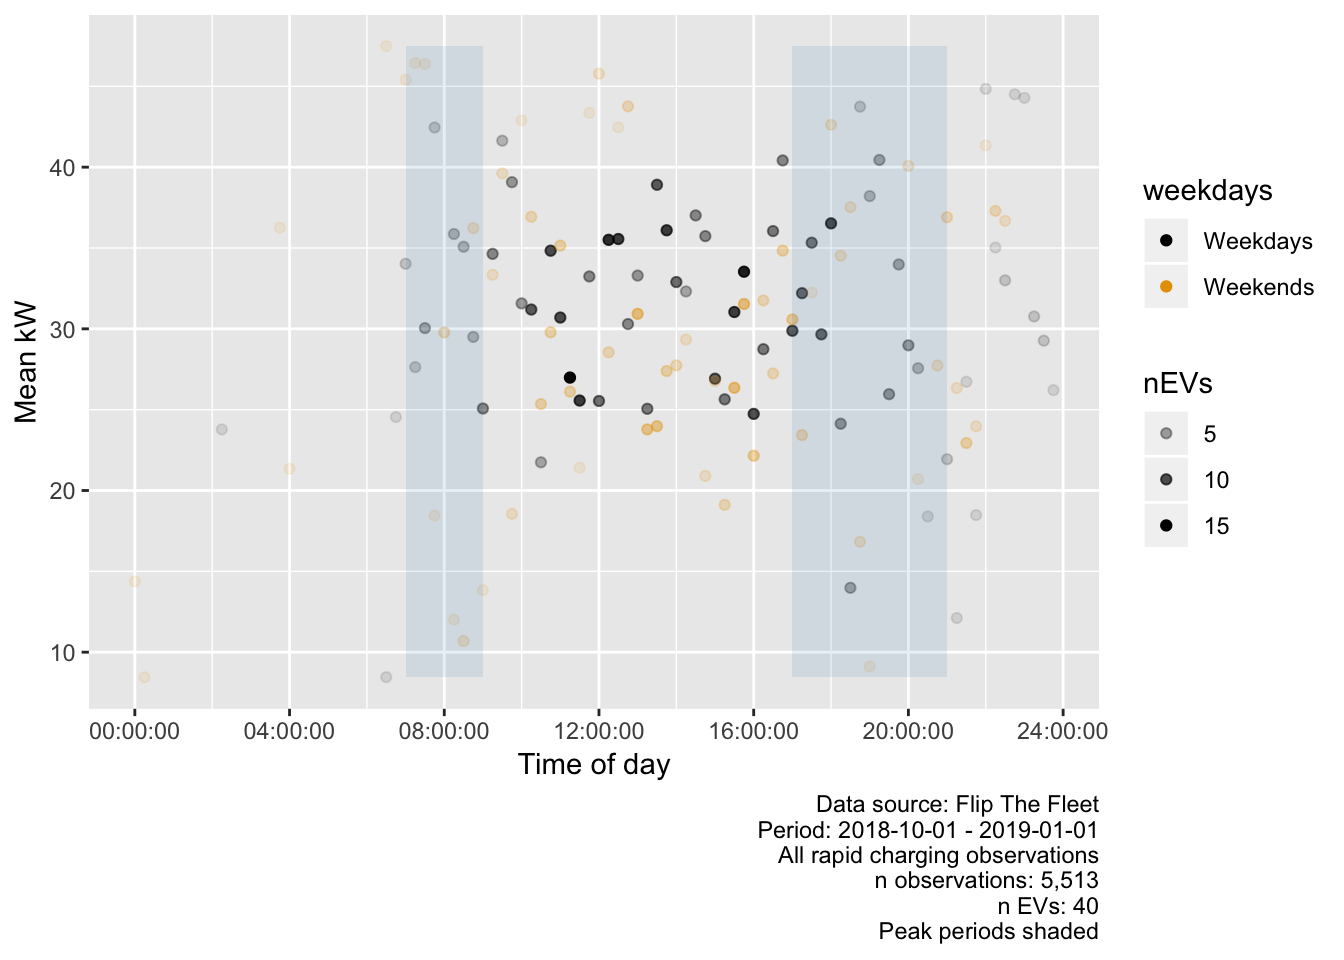 Mean kW
40
30
20
10
00:00:00
04:00:00
08:00:00
12:00:00
16:00:00
20:00:00
24:00:00
Time of day
weekdays
Weekdays
Weekends
nEVs
5
10
15
Data source: Flip The Fleet
Period: 2018-10-01 - 2019-01-01
All rapid charging observations
n observations: 5,513
n EVs: 40
Peak periods shaded